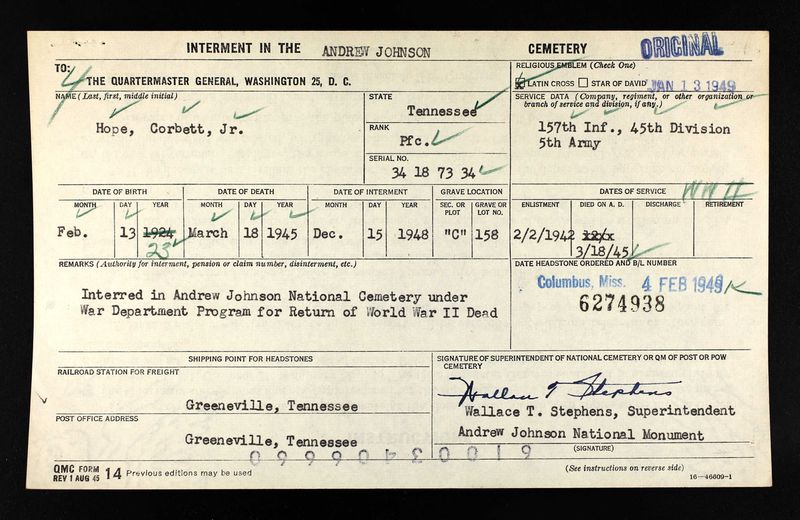 INTERMENT IN THE ANDREW JOHNSON CEMETERY
ORIGINAL
TO:
THE QUARTERMASTER GENERAL, WASHINGTON 25, D. C.
RELIGIOUS EMBLEM (Check One)
LATIN CROSS STAR OF DAVID JAN 13 1949
NAME (Last, first, middle initial)
Hope, Corbett, Jr.
STATE
Tennessee
RANK
Pfc.
SERIAL NO.
34 18 73 34
SERVICE DATA (Company, regiment, or other organization or branch of service and division, if any.)
157th Inf., 45th Division
5th Army
DATE OF BIRTH DATE OF DEATH DATE OF INTERMENT GRAVE LOCATION DATES OF SERVICE WW II
MONTH DAY YEAR MONTH DAY YEAR MONTH DAY YEAR SEC. OR PLOT GRAVE OR LOT NO. ENLISTMENT DIED ON A. D. DISCHARGE RETIREMENT
Feb. 13 1924 March 18 1945 Dec. 15 1948 "C" 158 2/2/1942 12/x
23 3/18/45
REMARKS (Authority for interment, pension or claim number, disinterment, etc.)
Interred in Andrew Johnson National Cemetery under
War Department Program for Return of World War II Dead
DATE HEADSTONE ORDERED AND B/L NUMBER
Columbus, Miss. 4 FEB 1949
6274938
SHIPPING POINT FOR HEADSTONES
RAILROAD STATION FOR FREIGHT
Greeneville, Tennessee
POST OFFICE ADDRESS
Greeneville, Tennessee
SIGNATURE OF SUPERINTENDENT OF NATIONAL CEMETERY OR QM OF POST OR POW CEMETERY
Wallace T Stephens
Wallace T. Stephens, Superintendent
Andrew Johnson National Monument
(SIGNATURE)
QMC FORM
REV 1 AUG 45 14 Previous editions may be used
(See instructions on reverse side)
16—46609-1